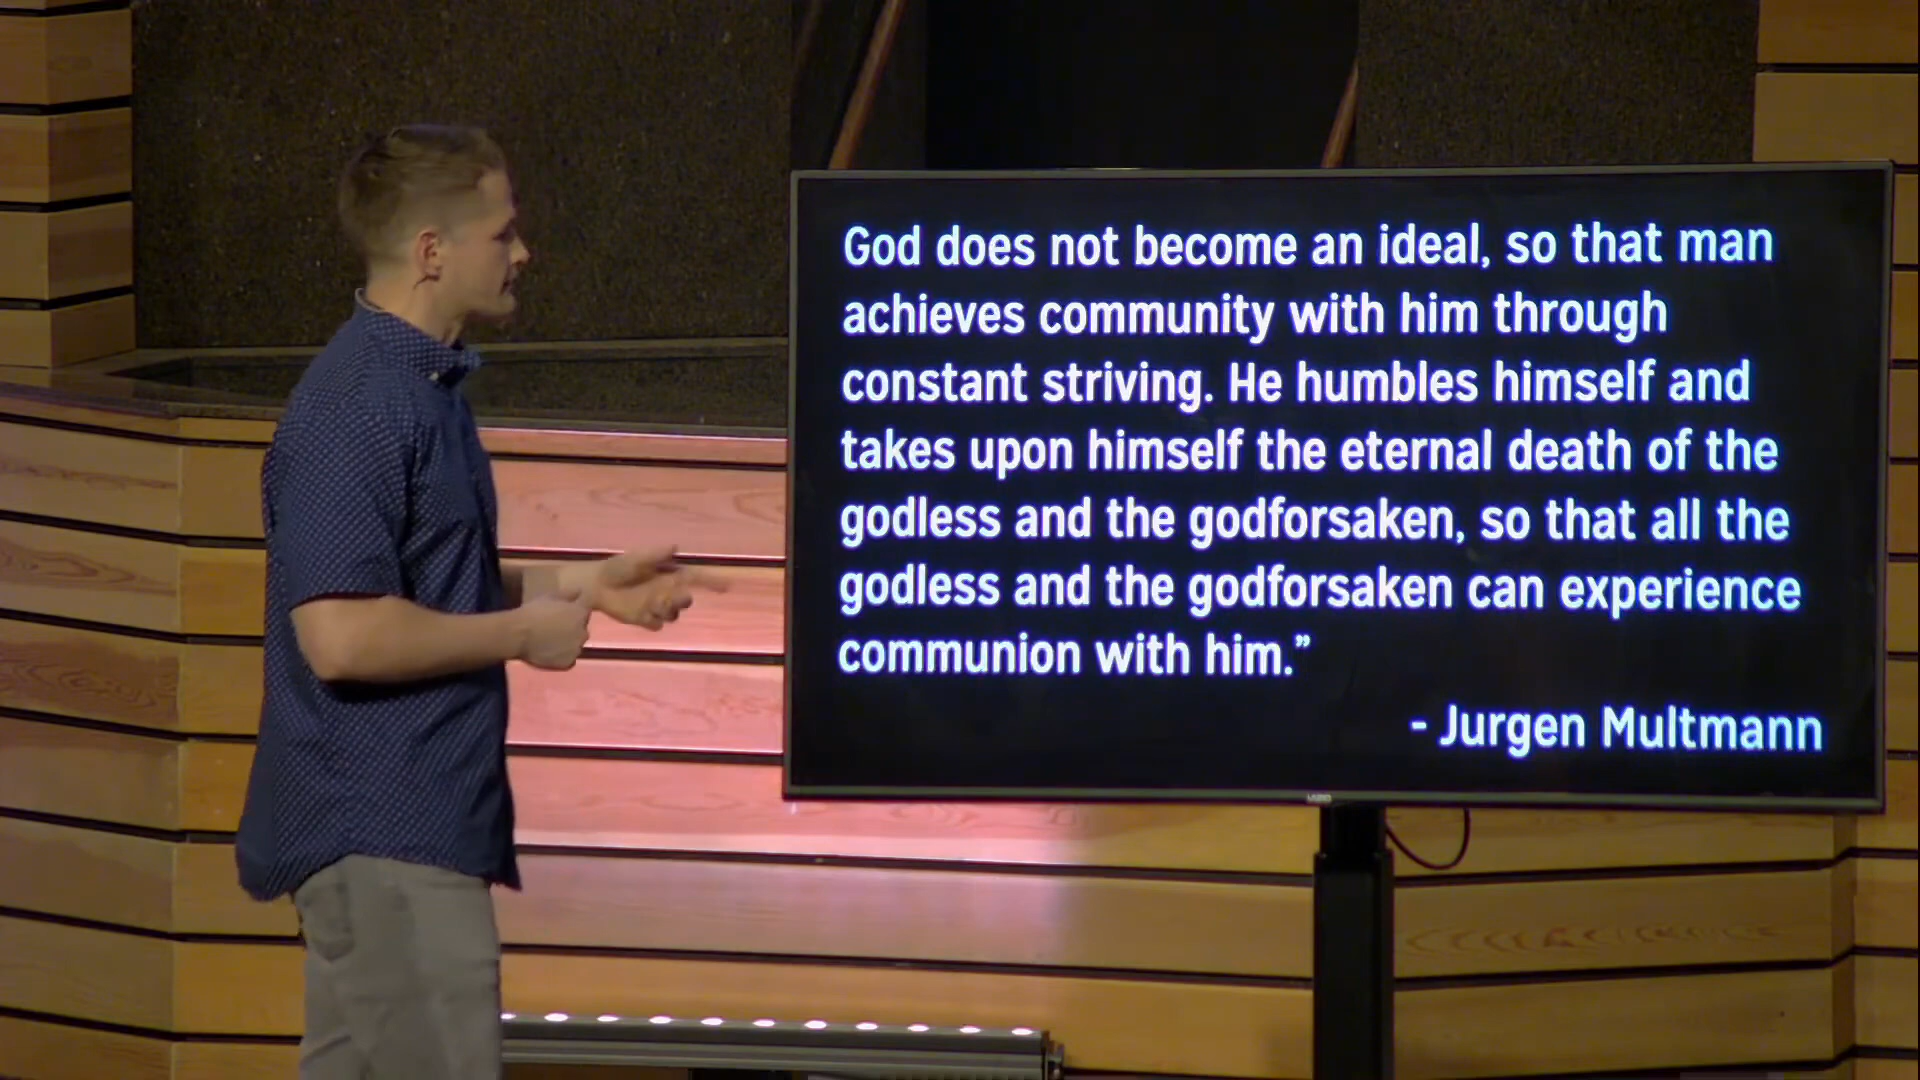 God does not become an ideal, so that man
achieves community with him through
constant striving. He humbles himself and
takes upon himself the eternal death of the
godless and the godforsaken, so that all the
godless and the godforsaken can experience
communion with him.”
- Jurgen Multmann
VIZIO